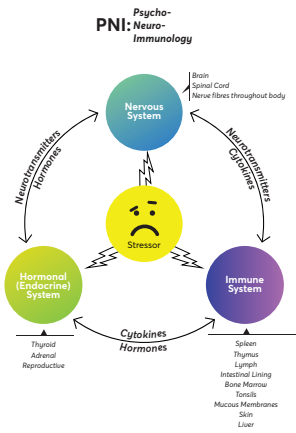 PNI: Psycho-
Neuro-
Immunology
Brain
Spinal Cord
Nerve fibres throughout body
Nervous
System
Neurotransmitters
Hormones
Neurotransmitters
Cytokines
Stressor
Hormonal
(Endocrine)
System
Immune
System
Cytokines
Hormones
Thyroid
Adrenal
Reproductive
Spleen
Thymus
Lymph
Intestinal Lining
Bone Marrow
Tonsils
Mucous Membranes
Skin
Liver